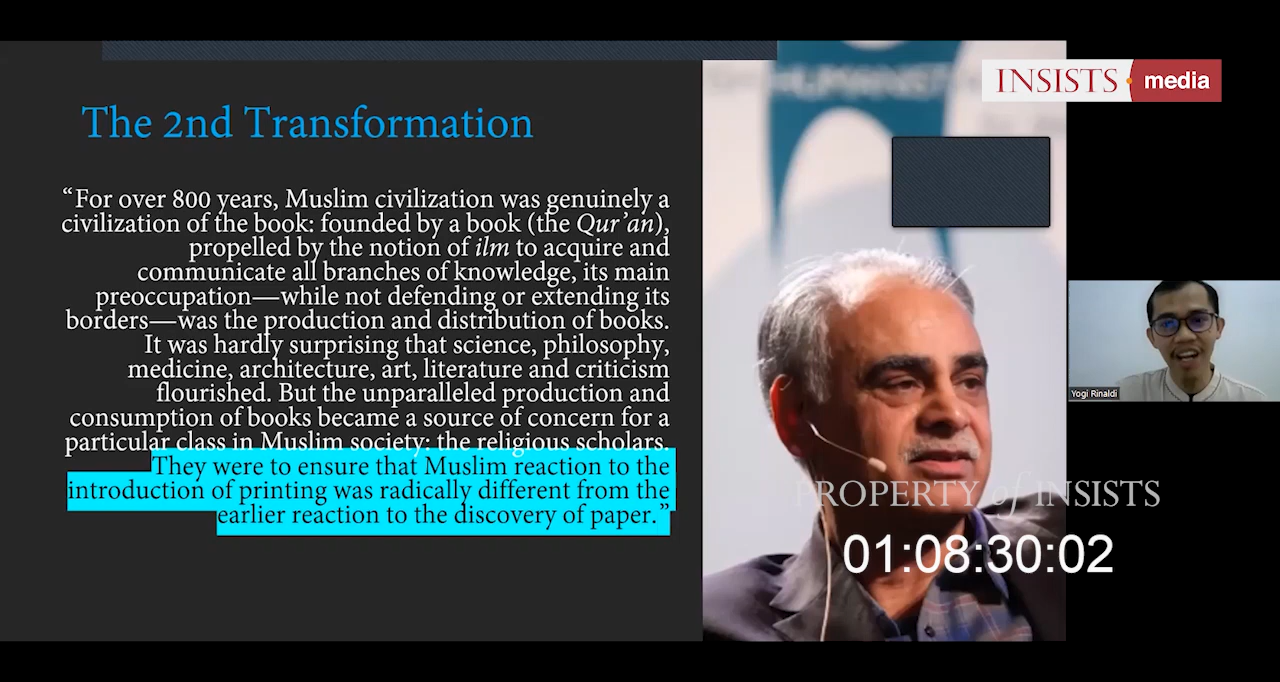 INSISTS media
The 2nd Transformation
“For over 800 years, Muslim civilization was genuinely a
civilization of the book: founded by a book (the Qur’an),
propelled by the notion of ilm to acquire and
communicate all branches of knowledge, its main
preoccupation—while not defending or extending its
borders—was the production and distribution of books.
It was hardly surprising that science, philosophy,
medicine, architecture, art, literature and criticism
flourished. But the unparalleled production and
consumption of books became a source of concern for a
particular class in Muslim society: the religious scholars.
They were to ensure that Muslim reaction to the
introduction of printing was radically different from the
earlier reaction to the discovery of paper.”
Yogi Rinaldi
PROPERTY of INSISTS
01:08:30:02